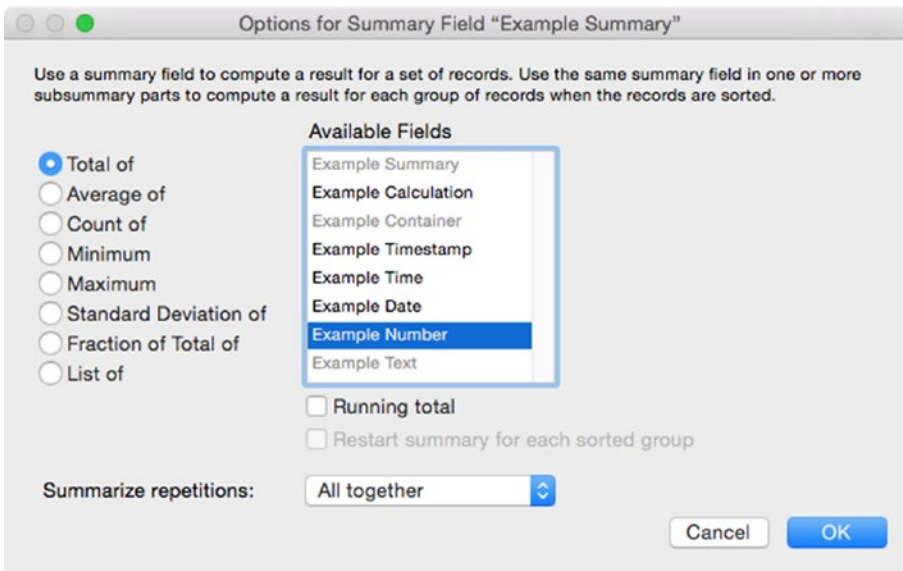 Options for Summary Field “Example Summary”
Use a summary field to compute a result for a set of records. Use the same summary field in one or more
subsummary parts to compute a result for each group of records when the records are sorted.
Available Fields
Total of
Average of
Count of
Minimum
Maximum
Standard Deviation of
Fraction of Total of
List of
Example Summary
Example Calculation
Example Container
Example Timestamp
Example Time
Example Date
Example Number
Example Text
Running total
Restart summary for each sorted group
Summarize repetitions: All together
Cancel OK